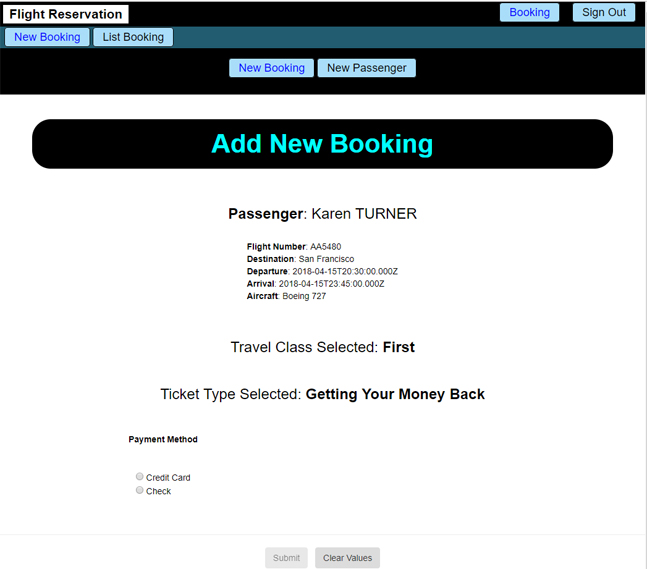 Flight Reservation Booking Sign Out
New Booking List Booking
New Booking New Passenger
Add New Booking
Passenger: Karen TURNER
Flight Number: AA5480
Destination: San Francisco
Departure: 2018-04-15T20:30:00.000Z
Arrival: 2018-04-15T23:45:00.000Z
Aircraft: Boeing 727
Travel Class Selected: First
Ticket Type Selected: Getting Your Money Back
Payment Method
Credit Card
Check
Submit Clear Values